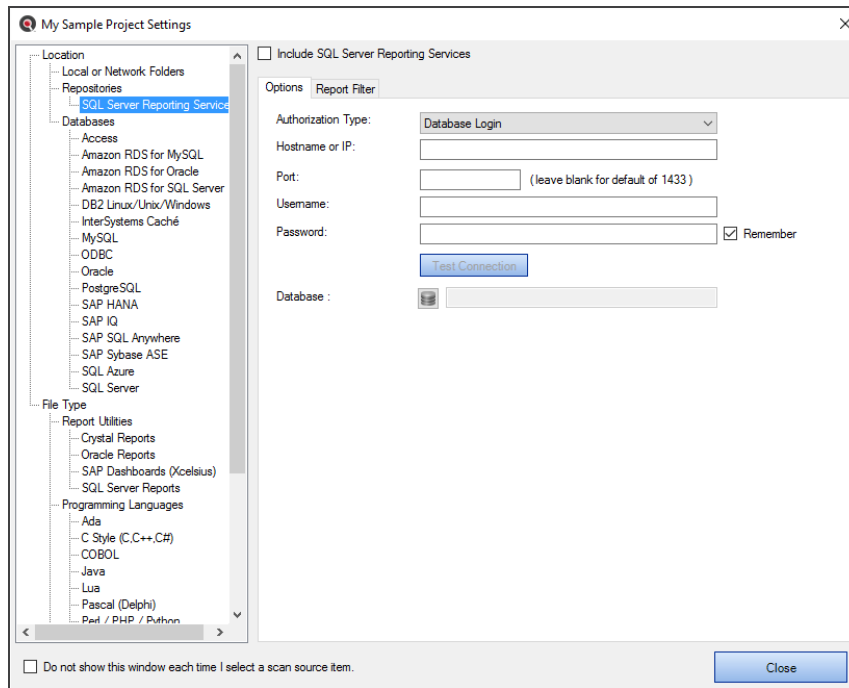 My Sample Project Settings
Location
Local or Network Folders
Repositories
SQL Server Reporting Service
Databases
Access
Amazon RDS for MySQL
Amazon RDS for Oracle
Amazon RDS for SQL Server
DB2 Linux/Unix/Windows
InterSystems Caché
MySQL
ODBC
Oracle
PostgreSQL
SAP HANA
SAP IQ
SAP SQL Anywhere
SAP Sybase ASE
SQL Azure
SQL Server
File Type
Report Utilities
Crystal Reports
Oracle Reports
SAP Dashboards (Xcelsius)
SQL Server Reports
Programming Languages
Ada
C Style (C,C++,C#)
COBOL
Java
Lua
Pascal (Delphi)
Perl / PHP / Python
Include SQL Server Reporting Services
Options Report Filter
Authorization Type: Database Login
Hostname or IP:
Port: (leave blank for default of 1433 )
Username:
Password: Remember
Test Connection
Database :
Do not show this window each time I select a scan source item.
Close